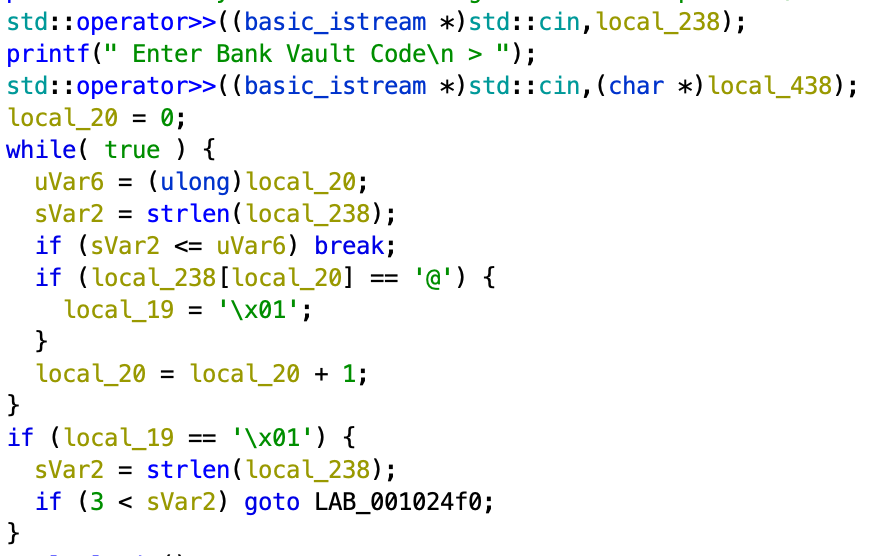 std::operator>>((basic_istream *)std::cin,local_238);
printf(" Enter Bank Vault Code\n > ");
std::operator>>((basic_istream *)std::cin,(char *)local_438);
local_20 = 0;
while( true ) {
  uVar6 = (ulong)local_20;
  sVar2 = strlen(local_238);
  if (sVar2 <= uVar6) break;
  if (local_238[local_20] == '@') {
    local_19 = '\x01';
  }
  local_20 = local_20 + 1;
}
if (local_19 == '\x01') {
  sVar2 = strlen(local_238);
  if (3 < sVar2) goto LAB_001024f0;
}